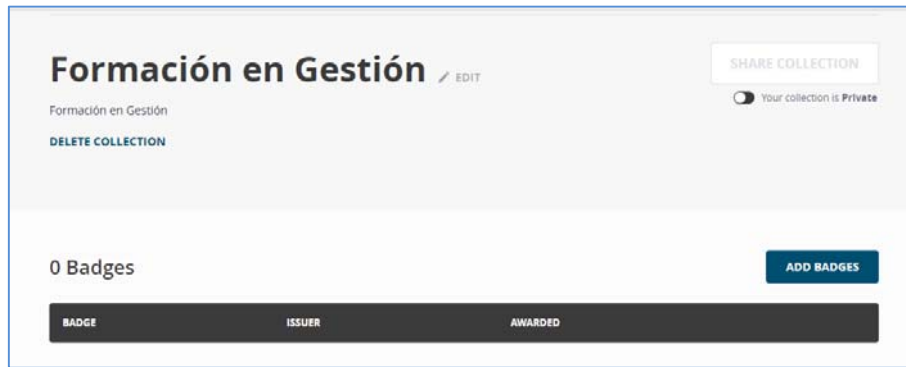 Formación en Gestión EDIT
SHARE COLLECTION
Your collection is Private
Formación en Gestión
DELETE COLLECTION
0 Badges
ADD BADGES
BADGE ISSUER AWARDED